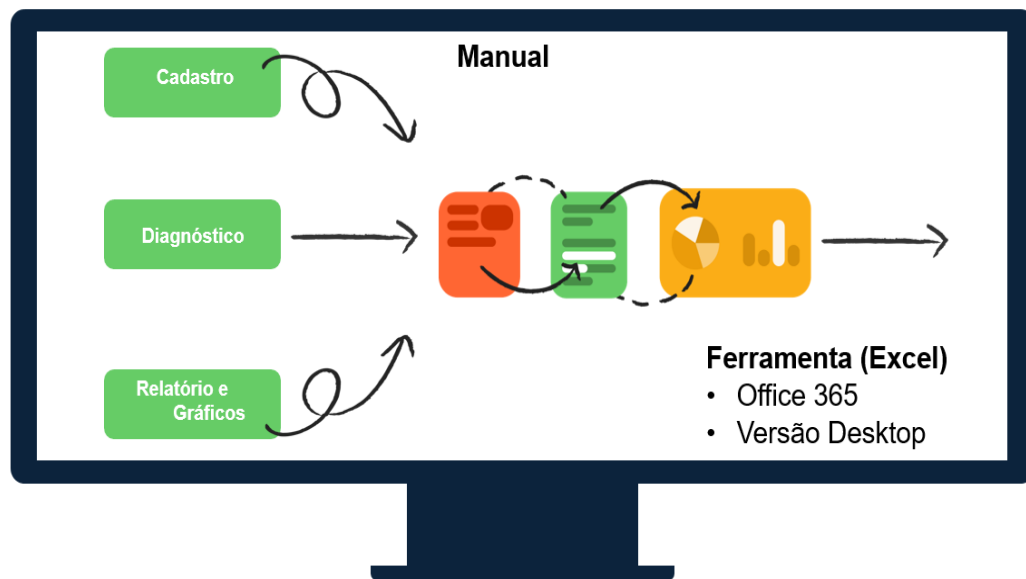 Manual
Cadastro
Diagnóstico
Relatório e
Gráficos
Ferramenta (Excel)
• Office 365
• Versão Desktop